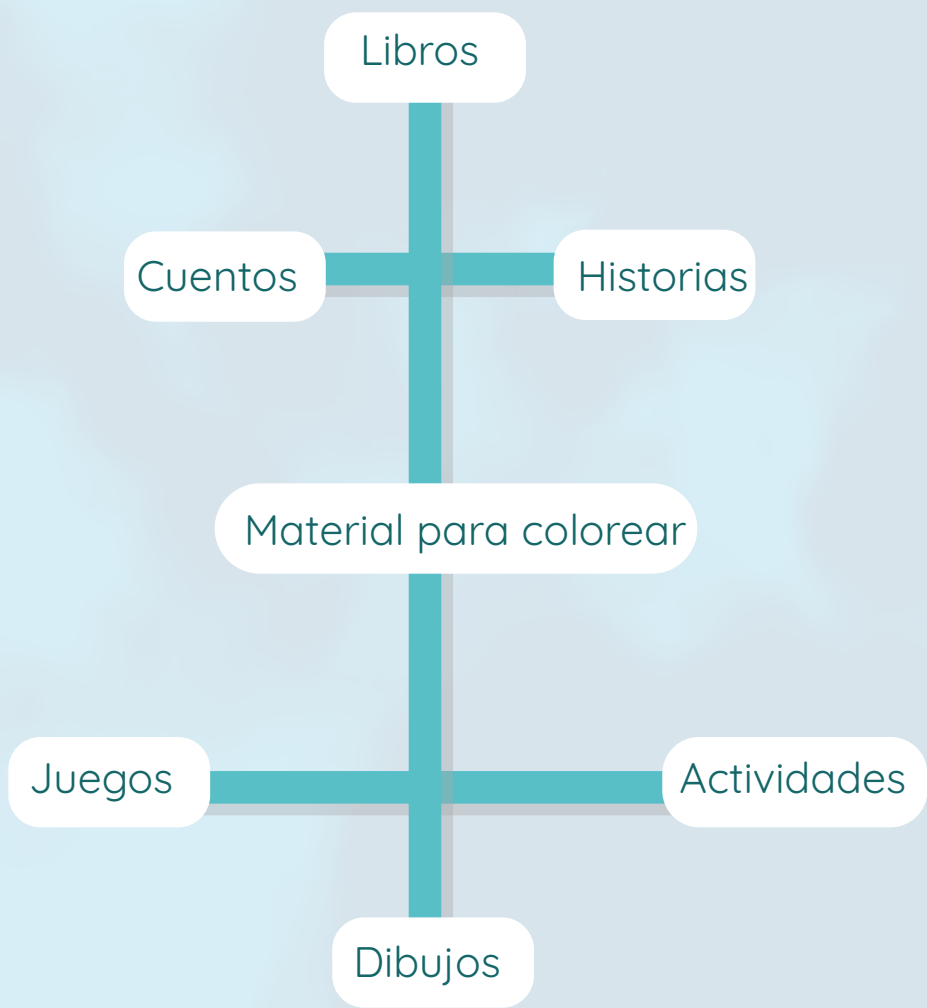 Libros
Cuentos
Historias
Material para colorear
Juegos
Actividades
Dibujos